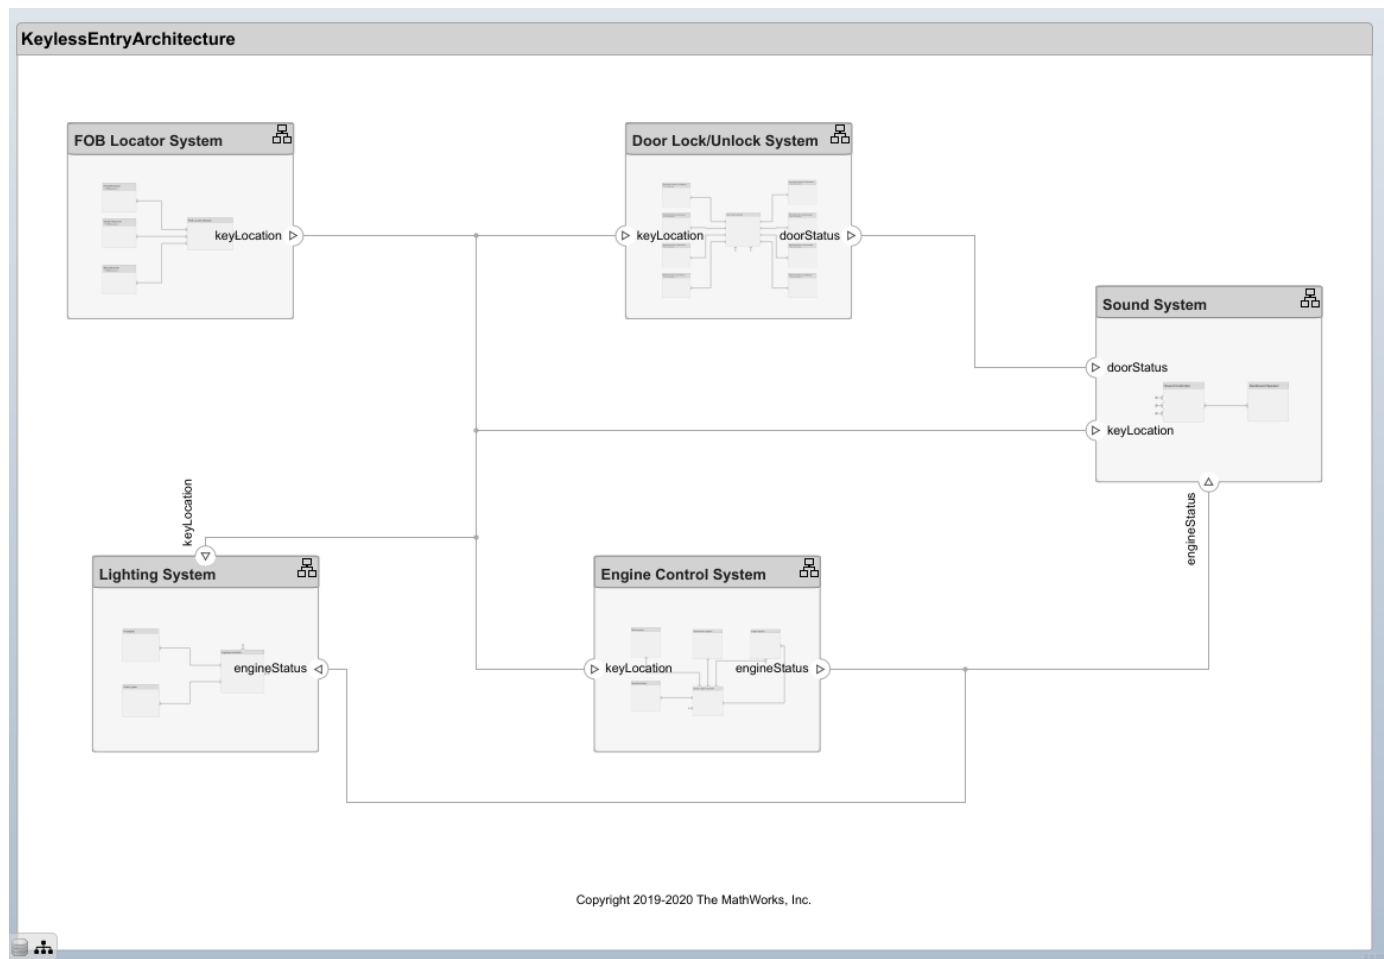 KeylessEntryArchitecture
FOB Locator System
keyLocation
Door Lock/Unlock System
keyLocation
doorStatus
Sound System
doorStatus
keyLocation
engineStatus
keyLocation
Lighting System
engineStatus
Engine Control System
keyLocation
engineStatus
Copyright 2019-2020 The MathWorks, Inc.